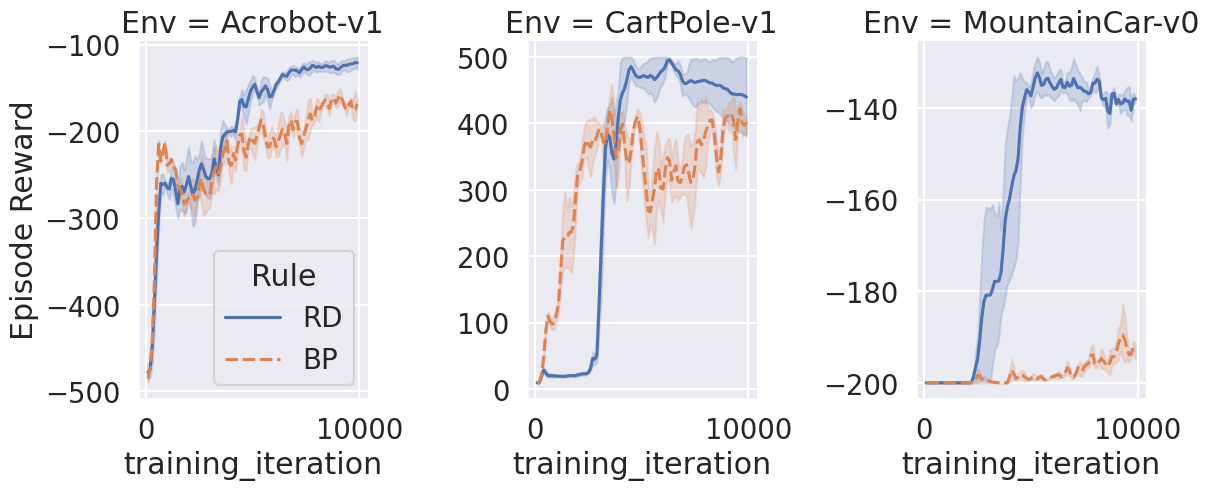 Env = Acrobot-v1
Env = CartPole-v1
Env = MountainCar-v0
Episode Reward
−100
−200
−300
−400
−500
Rule
RD
BP
0
10000
training_iteration
500
400
300
200
100
0
0
10000
training_iteration
−140
−160
−180
−200
0
10000
training_iteration